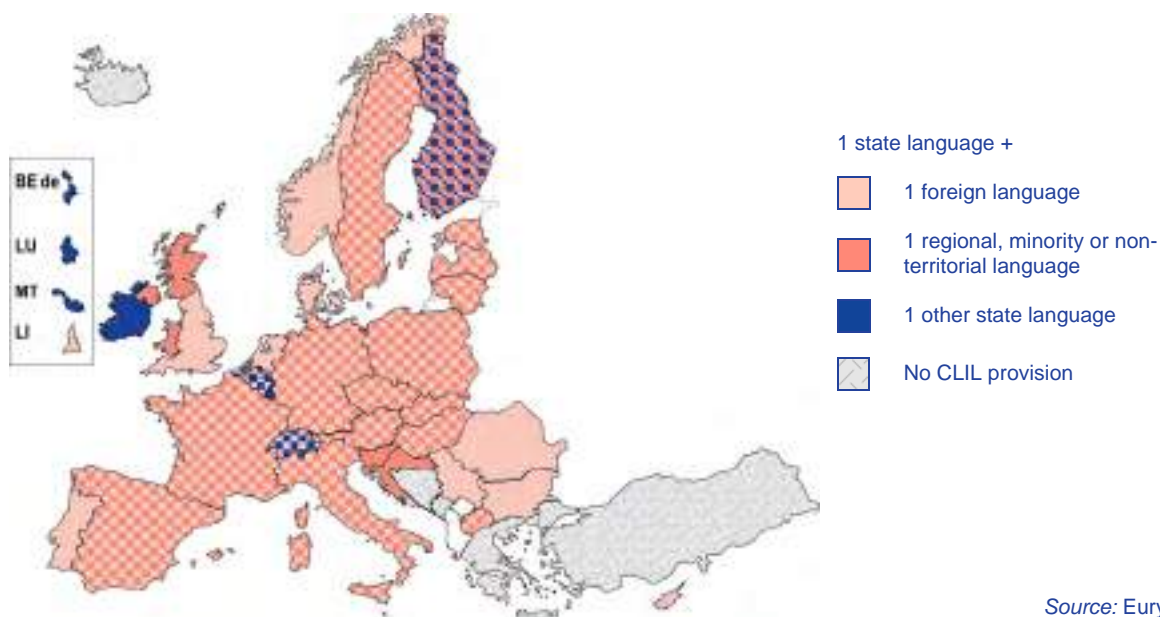 BE de
LU
MT
LI
1 state language +
1 foreign language
1 regional, minority or non-
territorial language
1 other state language
No CLIL provision
Source: Eury